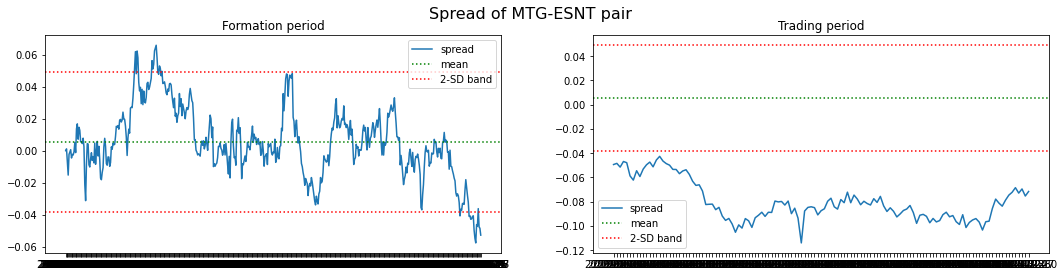 Spread of MTG-ESNT pair
Formation period
0.06
0.04
0.02
0.00
−0.02
−0.04
−0.06
spread
mean
2-SD band
Trading period
0.04
0.02
0.00
−0.02
−0.04
−0.06
−0.08
−0.10
−0.12
spread
mean
2-SD band